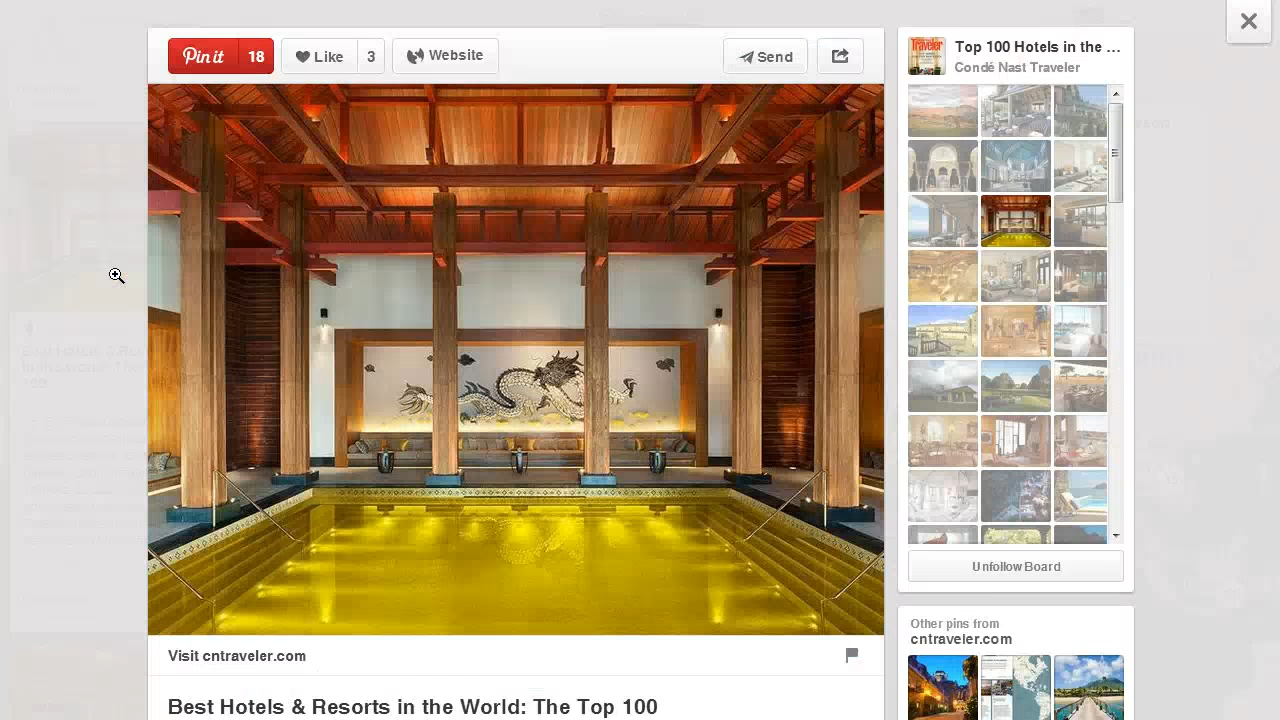 Pin it 18
Like 3
Website
Send
Visit cntraveler.com
Best Hotels & Resorts in the World: The Top 100
Traveler
Top 100 Hotels in the ...
Condé Nast Traveler
Unfollow Board
Other pins from
cntraveler.com